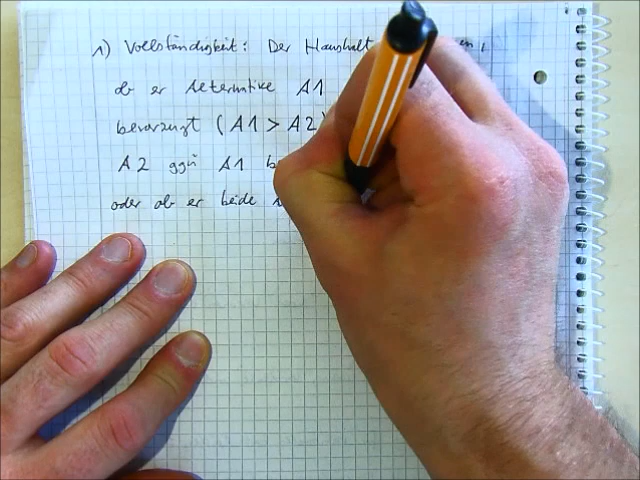 1) Vollständigkeit: Der Haushalt
ob er Alternative A1
bevorzugt (A1 > A2)
A2 ggü A1
oder ob er beide